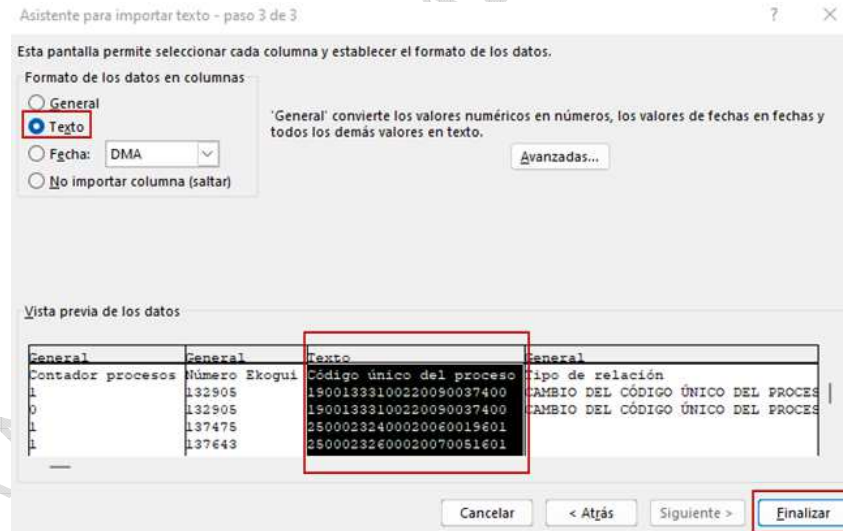 Asistente para importar texto - paso 3 de 3 ? ×
Esta pantalla permite seleccionar cada columna y establecer el formato de los datos.
Formato de los datos en columnas
General
Texto
Fecha: DMA
No importar columna (saltar)
'General' convierte los valores numéricos en números, los valores de fechas en fechas y
todos los demás valores en texto.
Avanzadas...
Vista previa de los datos
General General Texto General
Contador procesos Número Ekogui Código único del proceso Tipo de relación
1 132905 19001333100220090037400 CAMBIO DEL CÓDIGO ÚNICO DEL PROCES
0 132905 19001333100220090037400 CAMBIO DEL CÓDIGO ÚNICO DEL PROCES
1 137475 25000232400020060019601
1 137643 25000232600020070051601
Cancelar < Atrás Siguiente > Finalizar